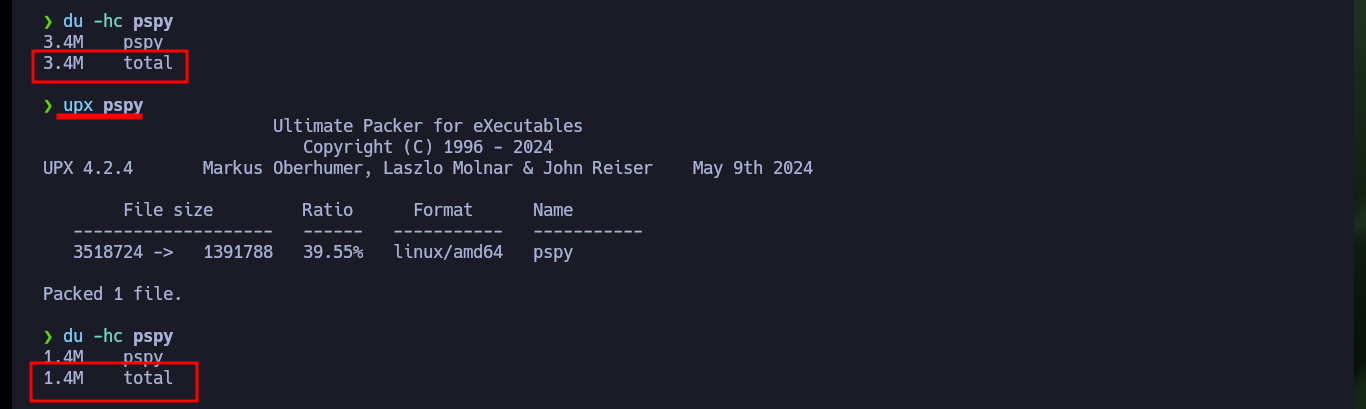 ❯ du -hc pspy
3.4M    pspy
3.4M    total
❯ upx pspy
Ultimate Packer for eXecutables
Copyright (C) 1996 - 2024
UPX 4.2.4       Markus Oberhumer, Laszlo Molnar & John Reiser    May 9th 2024
File size         Ratio      Format      Name
--------------------   ------   -----------   -----------
3518724 ->   1391788   39.55%   linux/amd64   pspy
Packed 1 file.
❯ du -hc pspy
1.4M    pspy
1.4M    total